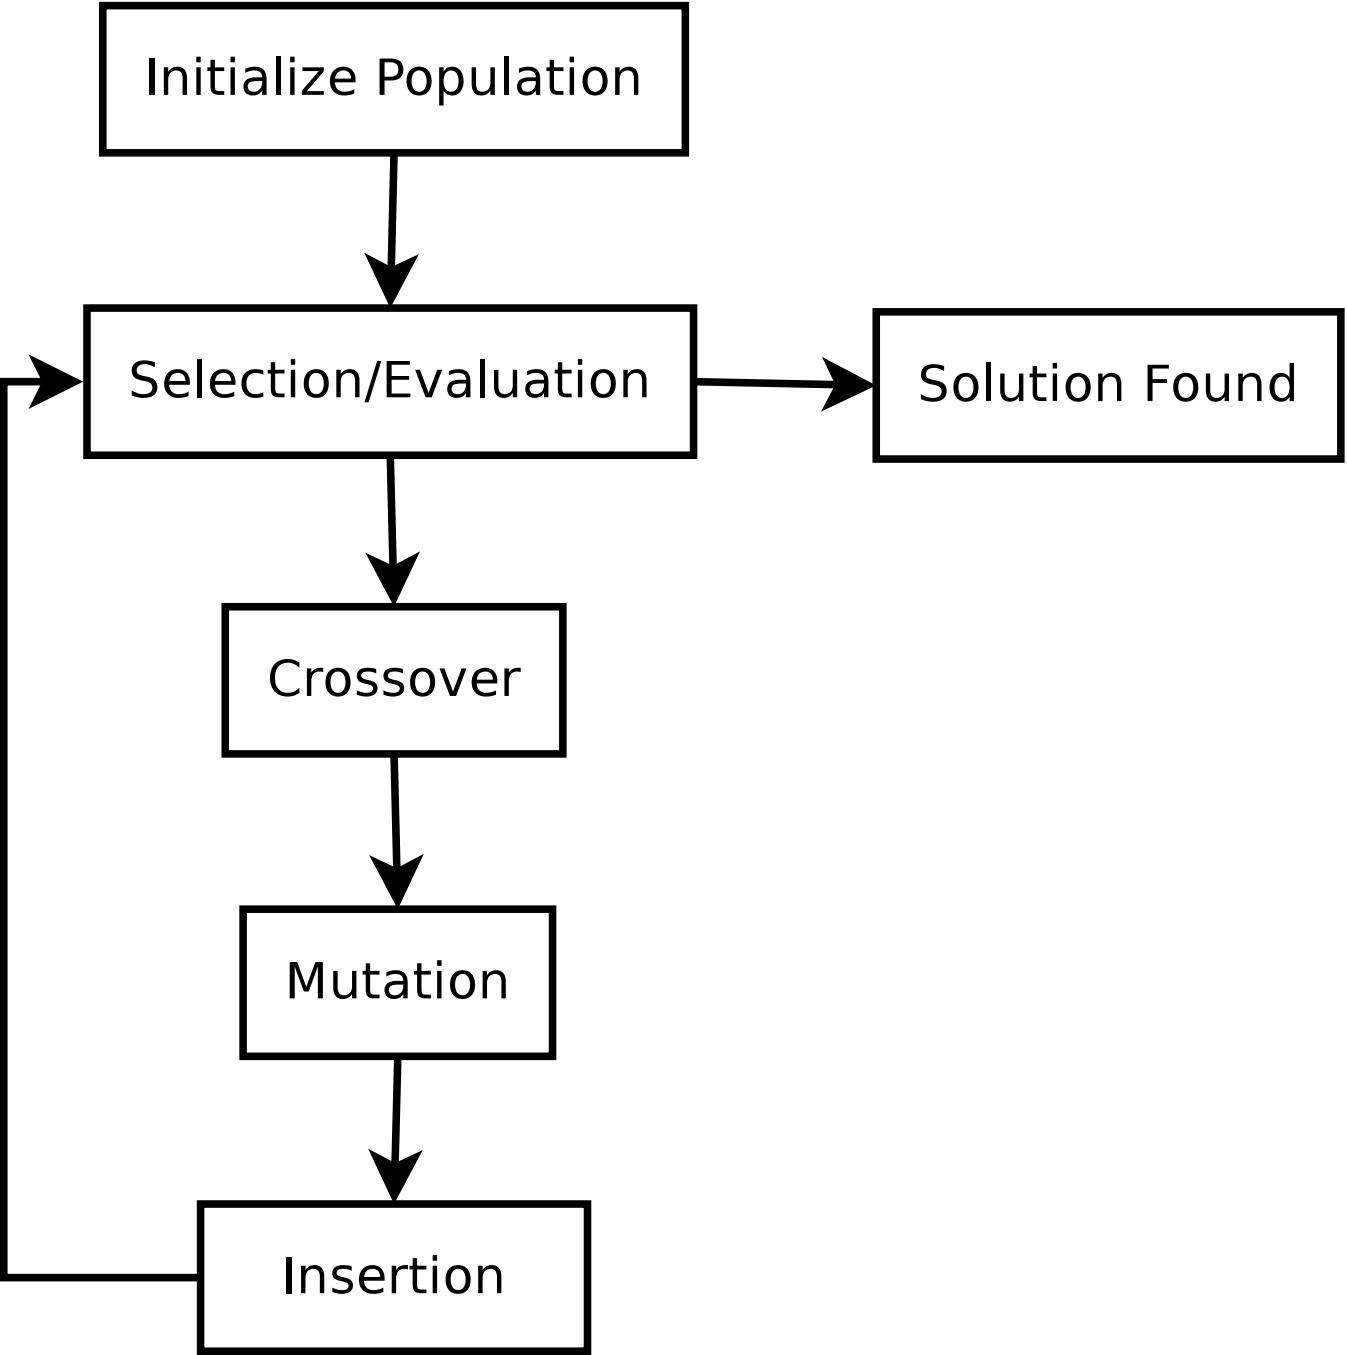 Initialize Population
Selection/Evaluation
Solution Found
Crossover
Mutation
Insertion